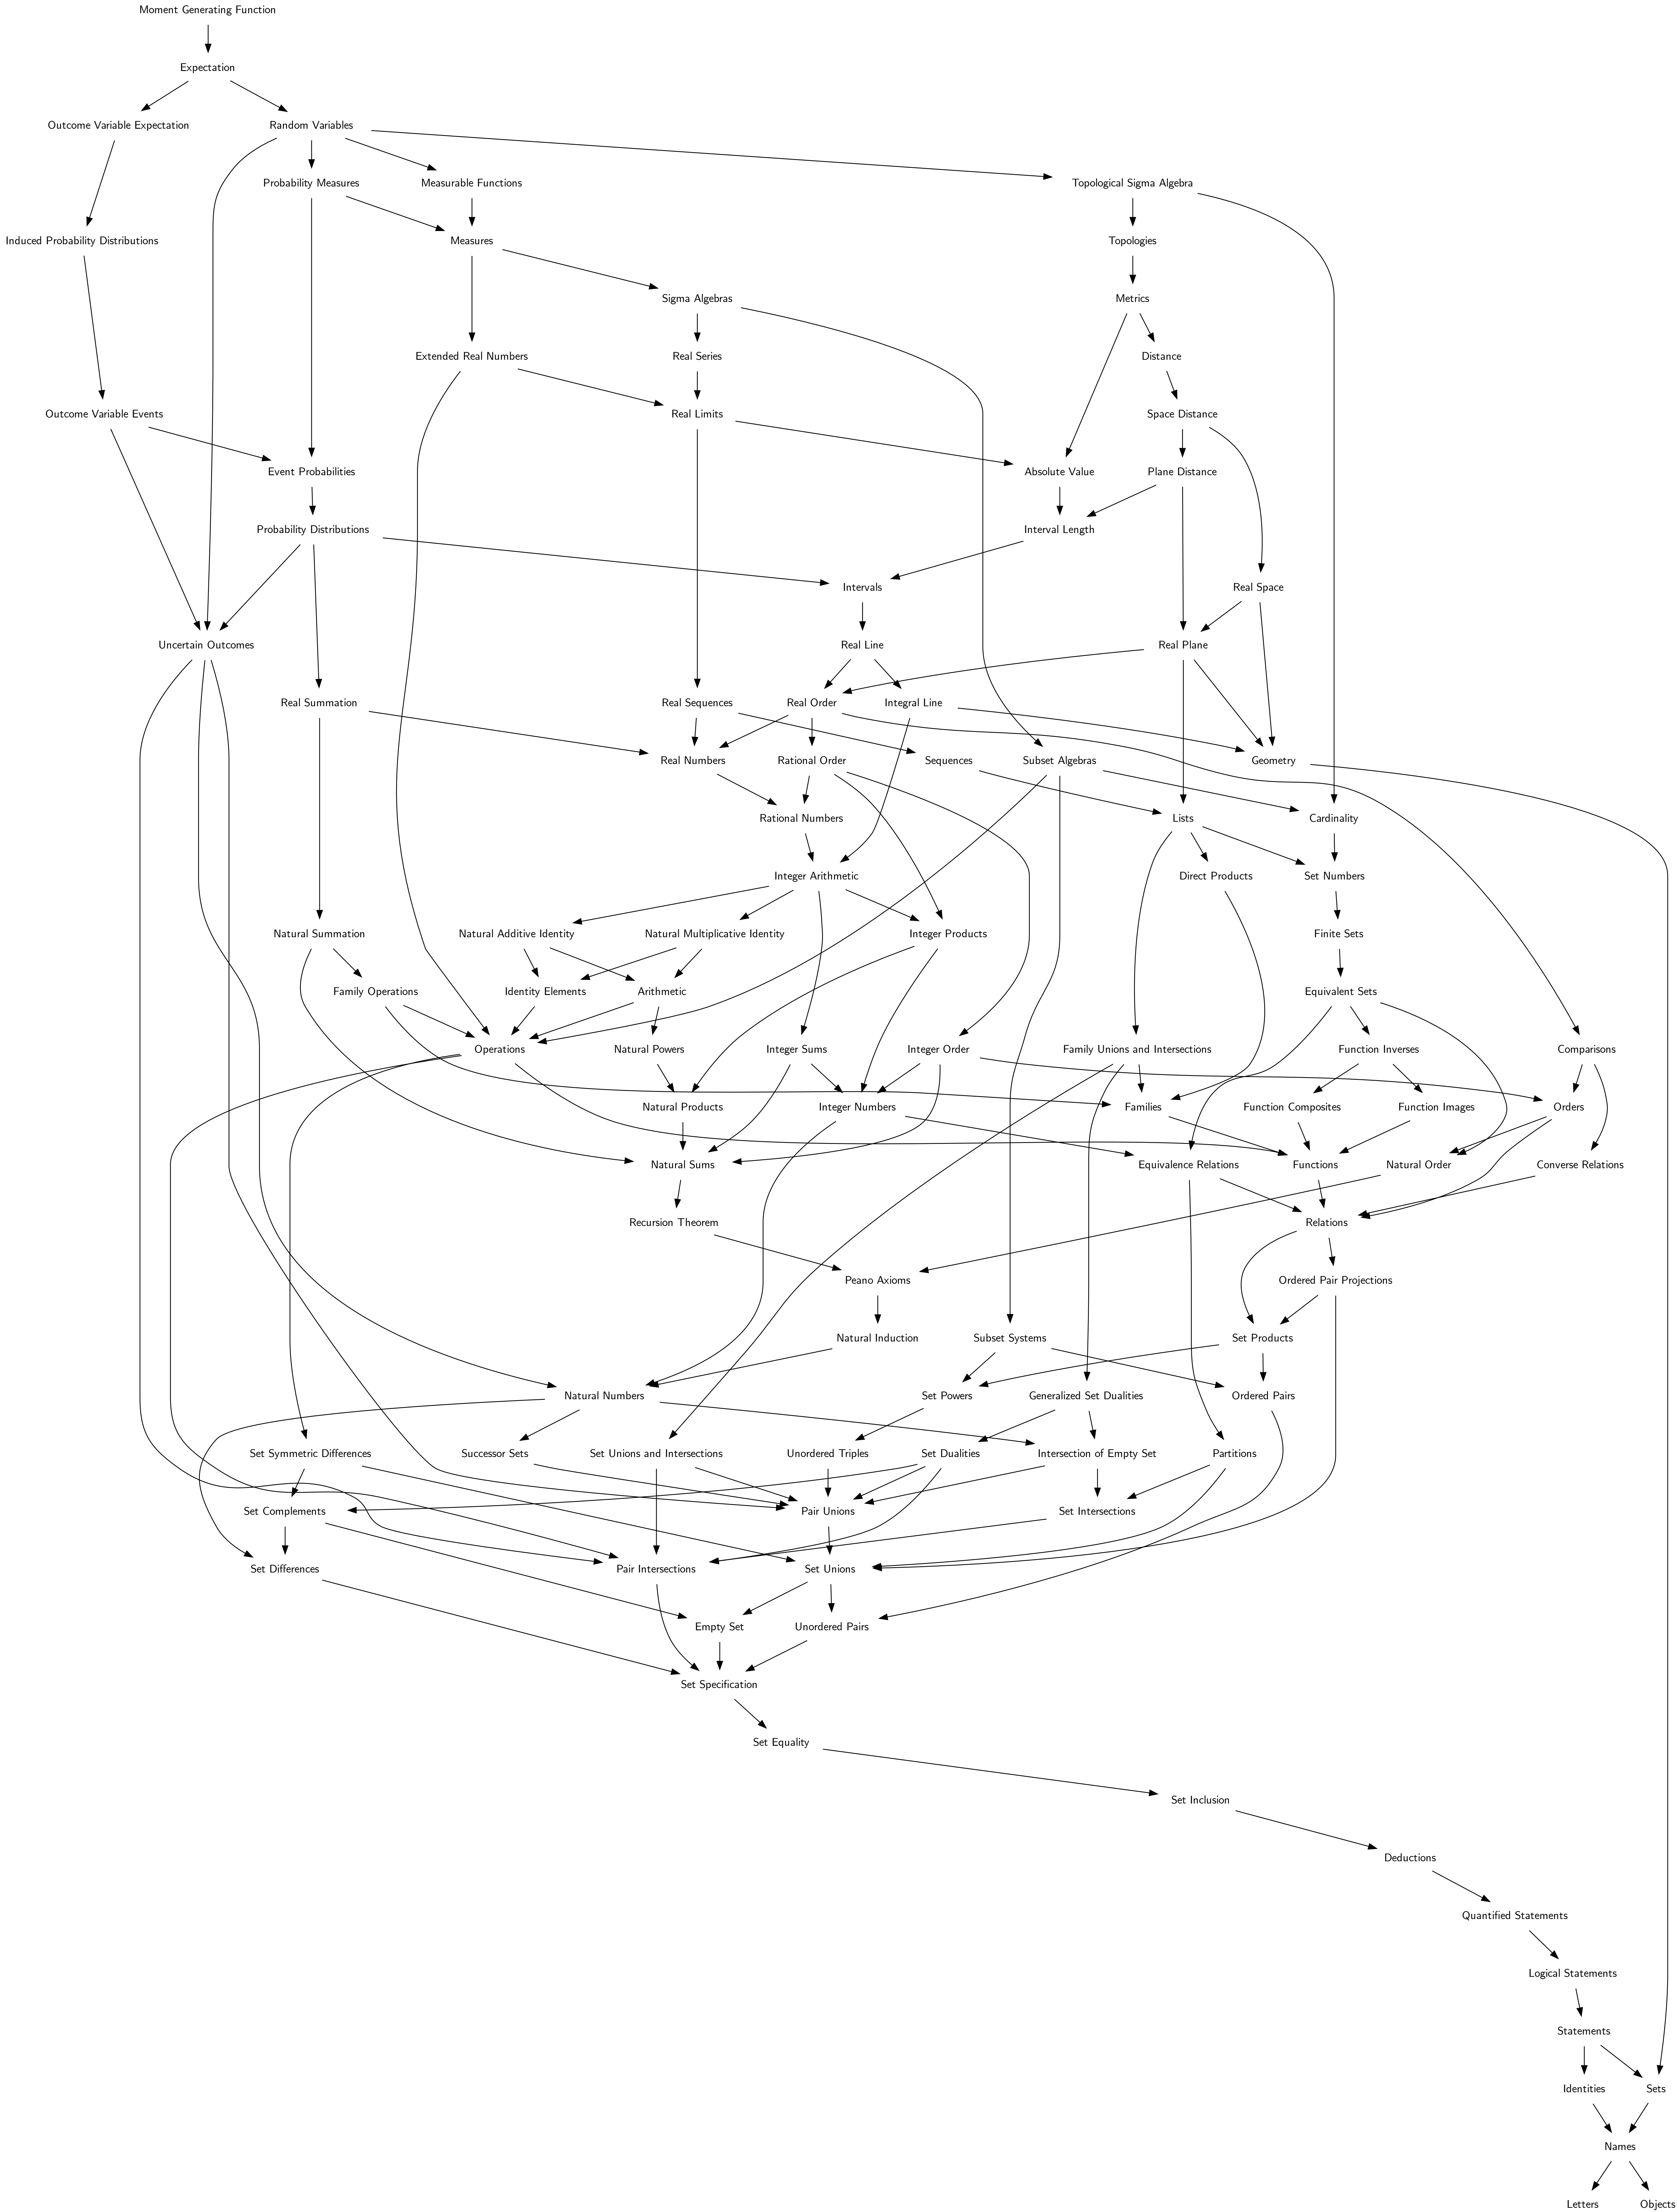 Moment Generating Function
Expectation
Outcome Variable Expectation
Random Variables
Probability Measures
Measurable Functions
Topological Sigma Algebra
Induced Probability Distributions
Measures
Topologies
Sigma Algebras
Metrics
Extended Real Numbers
Real Series
Distance
Outcome Variable Events
Real Limits
Space Distance
Event Probabilities
Absolute Value
Plane Distance
Probability Distributions
Interval Length
Intervals
Real Space
Uncertain Outcomes
Real Line
Real Plane
Real Summation
Real Sequences
Real Order
Integral Line
Real Numbers
Rational Order
Sequences
Subset Algebras
Geometry
Rational Numbers
Lists
Cardinality
Integer Arithmetic
Direct Products
Set Numbers
Natural Summation
Natural Additive Identity
Natural Multiplicative Identity
Integer Products
Finite Sets
Family Operations
Identity Elements
Arithmetic
Equivalent Sets
Operations
Natural Powers
Integer Sums
Integer Order
Family Unions and Intersections
Function Inverses
Comparisons
Natural Products
Integer Numbers
Families
Function Composites
Function Images
Orders
Natural Sums
Equivalence Relations
Functions
Natural Order
Converse Relations
Recursion Theorem
Relations
Peano Axioms
Ordered Pair Projections
Natural Induction
Subset Systems
Set Products
Natural Numbers
Set Powers
Generalized Set Dualities
Ordered Pairs
Set Symmetric Differences
Successor Sets
Set Unions and Intersections
Unordered Triples
Set Dualities
Intersection of Empty Set
Partitions
Set Complements
Pair Unions
Set Intersections
Set Differences
Pair Intersections
Set Unions
Empty Set
Unordered Pairs
Set Specification
Set Equality
Set Inclusion
Deductions
Quantified Statements
Logical Statements
Statements
Identities
Sets
Names
Letters
Objects